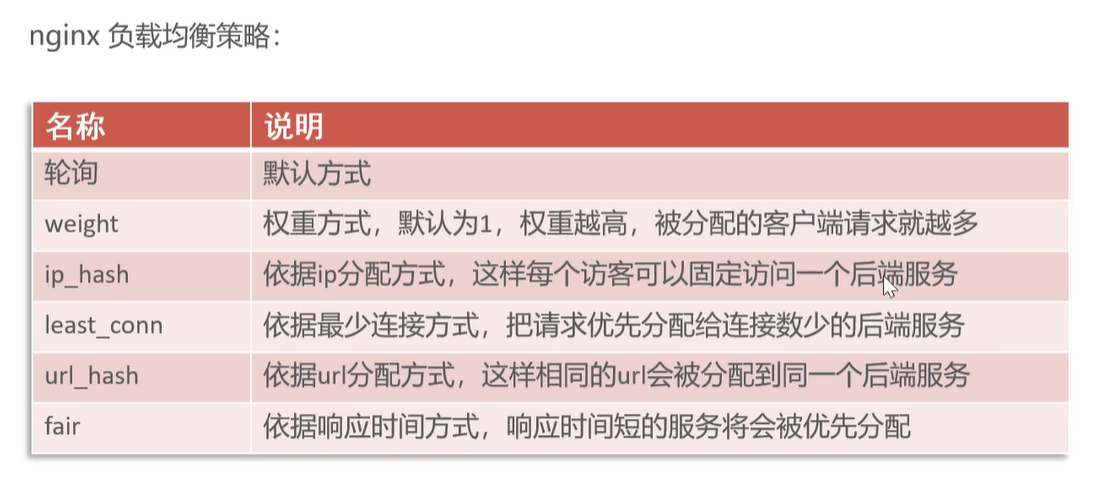 nginx 负载均衡策略：
名称 说明
轮询 默认方式
weight 权重方式，默认为1，权重越高，被分配的客户端请求就越多
ip_hash 依据ip分配方式，这样每个访客可以固定访问一个后端服务
least_conn 依据最少连接方式，把请求优先分配给连接数少的后端服务
url_hash 依据url分配方式，这样相同的url会被分配到同一个后端服务
fair 依据响应时间方式，响应时间短的服务将会被优先分配